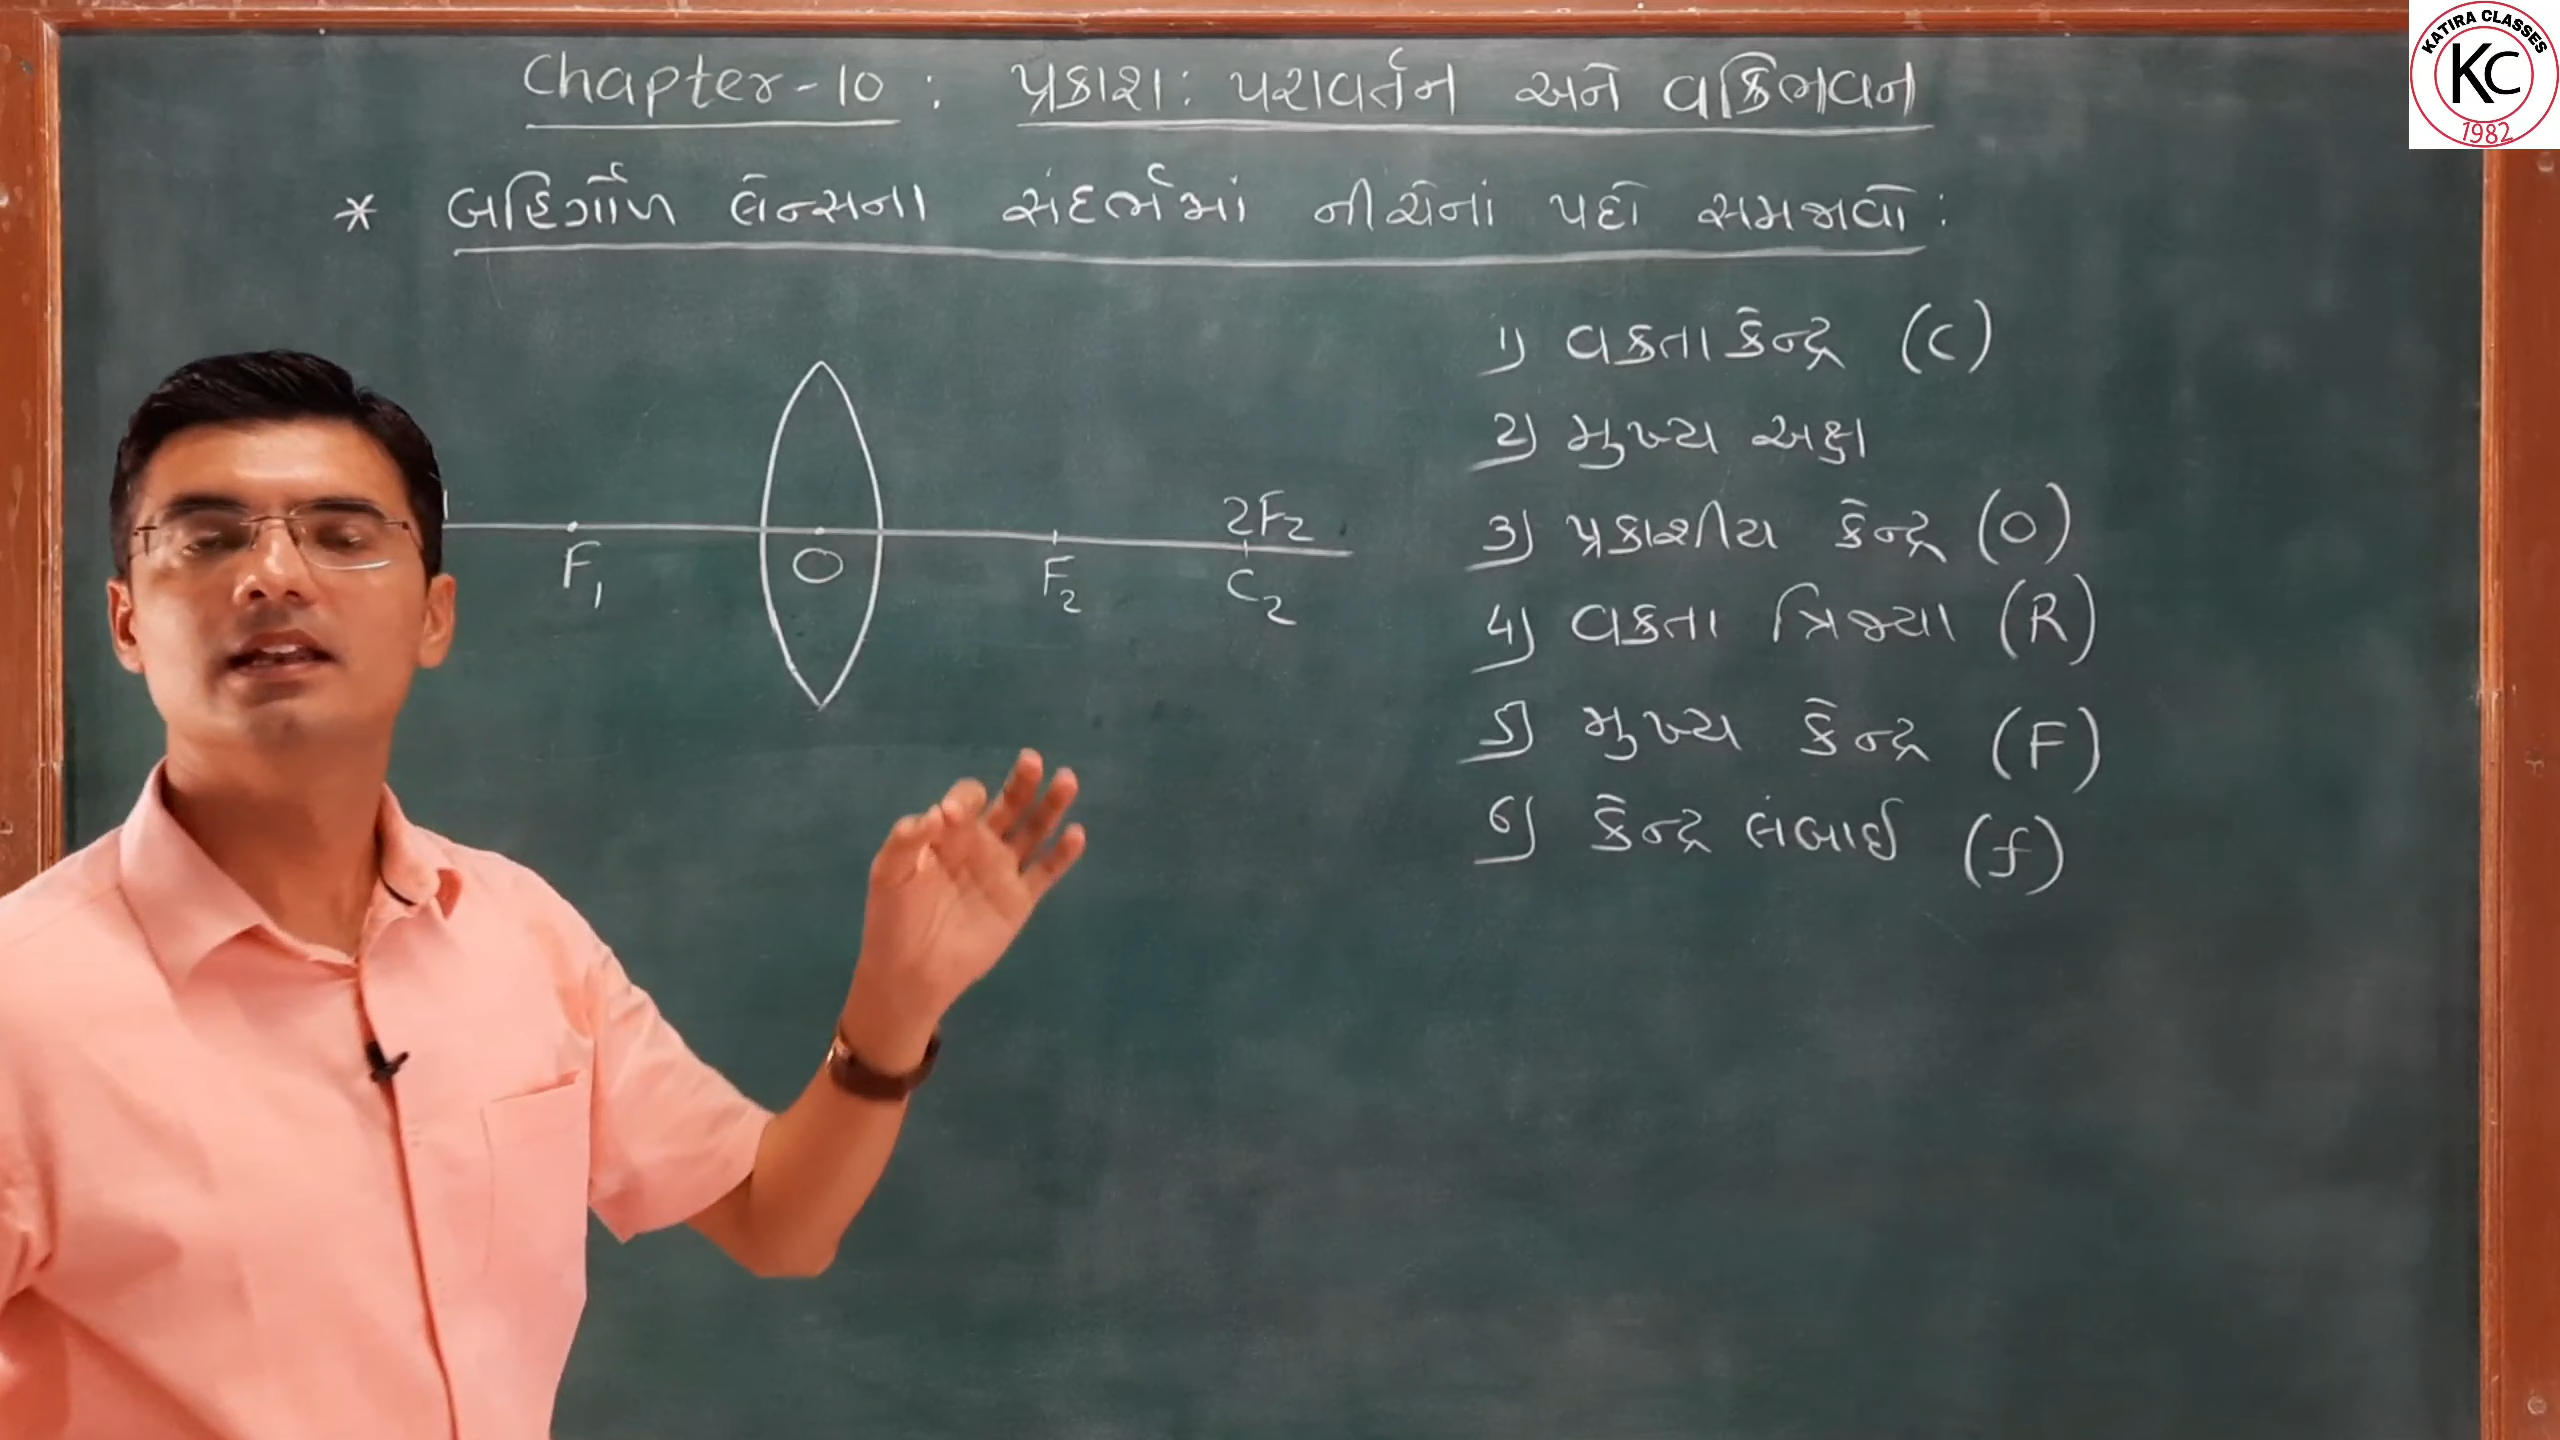 Chapter-10 : પ્રકાશ : પરાવર્તન અને વક્રિભવન
* બહિર્ગોળ લેન્સના સંદર્ભમાં નીચેનાં પદો સમજાવો :
1) વક્રતાકેન્દ્ર (C)
2) મુખ્ય અક્ષ
3) પ્રકાશીય કેન્દ્ર (O)
4) વક્રતા ત્રિજ્યા (R)
5) મુખ્ય કેન્દ્ર (F)
6) કેન્દ્ર લંબાઈ (f)
2F2
F1 O F2 C2
KATIRA CLASSES
KC
1982